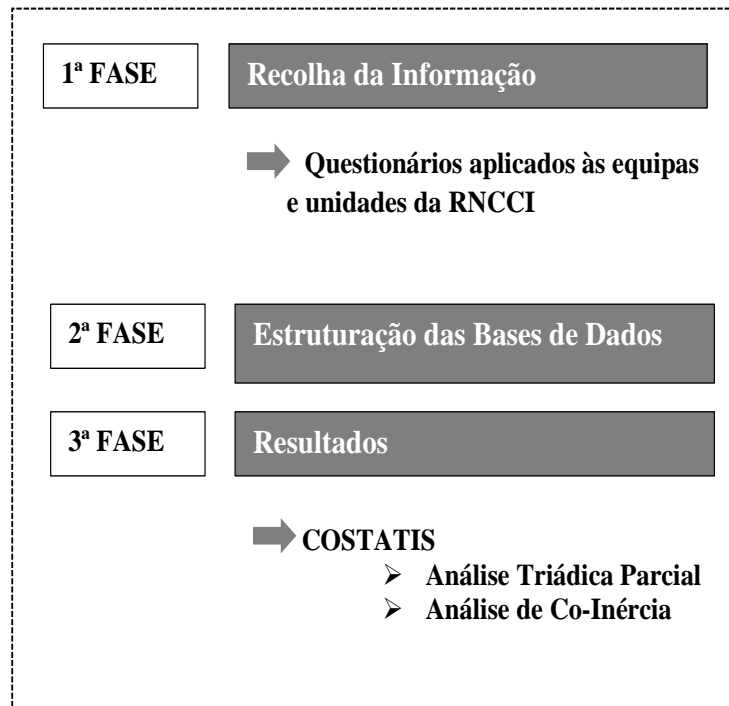 1ª FASE
Recolha da Informação
Questionários aplicados às equipas
e unidades da RNCCI
2ª FASE
Estruturação das Bases de Dados
3ª FASE
Resultados
COSTATIS
Análise Triádica Parcial
Análise de Co-Inércia